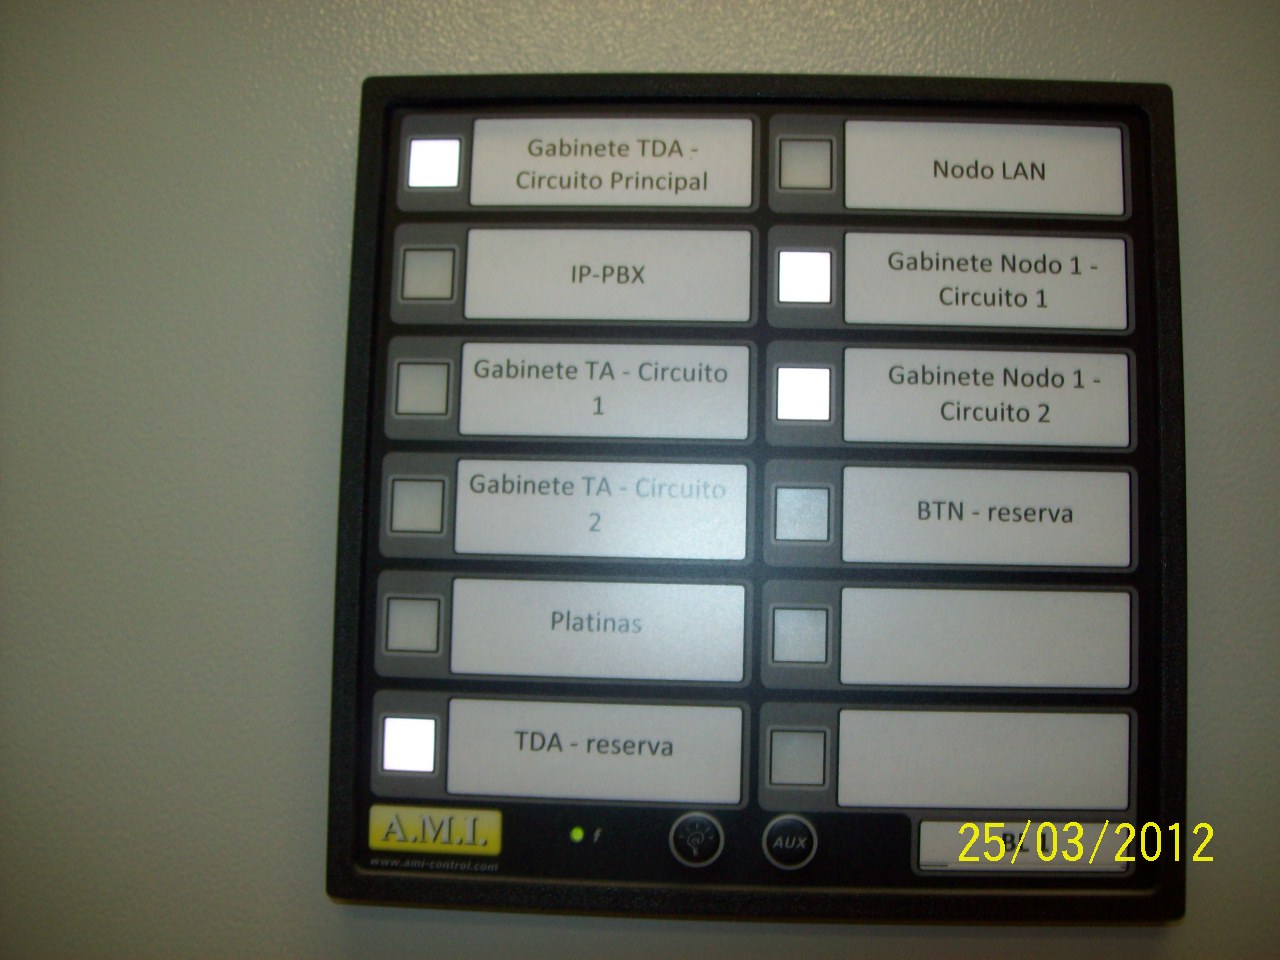 Gabinete TDA -
Circuito Principal
Nodo LAN
IP-PBX
Gabinete Nodo 1 -
Circuito 1
Gabinete TA - Circuito
1
Gabinete Nodo 1 -
Circuito 2
Gabinete TA - Circuito
2
BTN - reserva
Platinas
TDA - reserva
A.M.I.
www.ami-control.com
f
AUX
25/03/2012